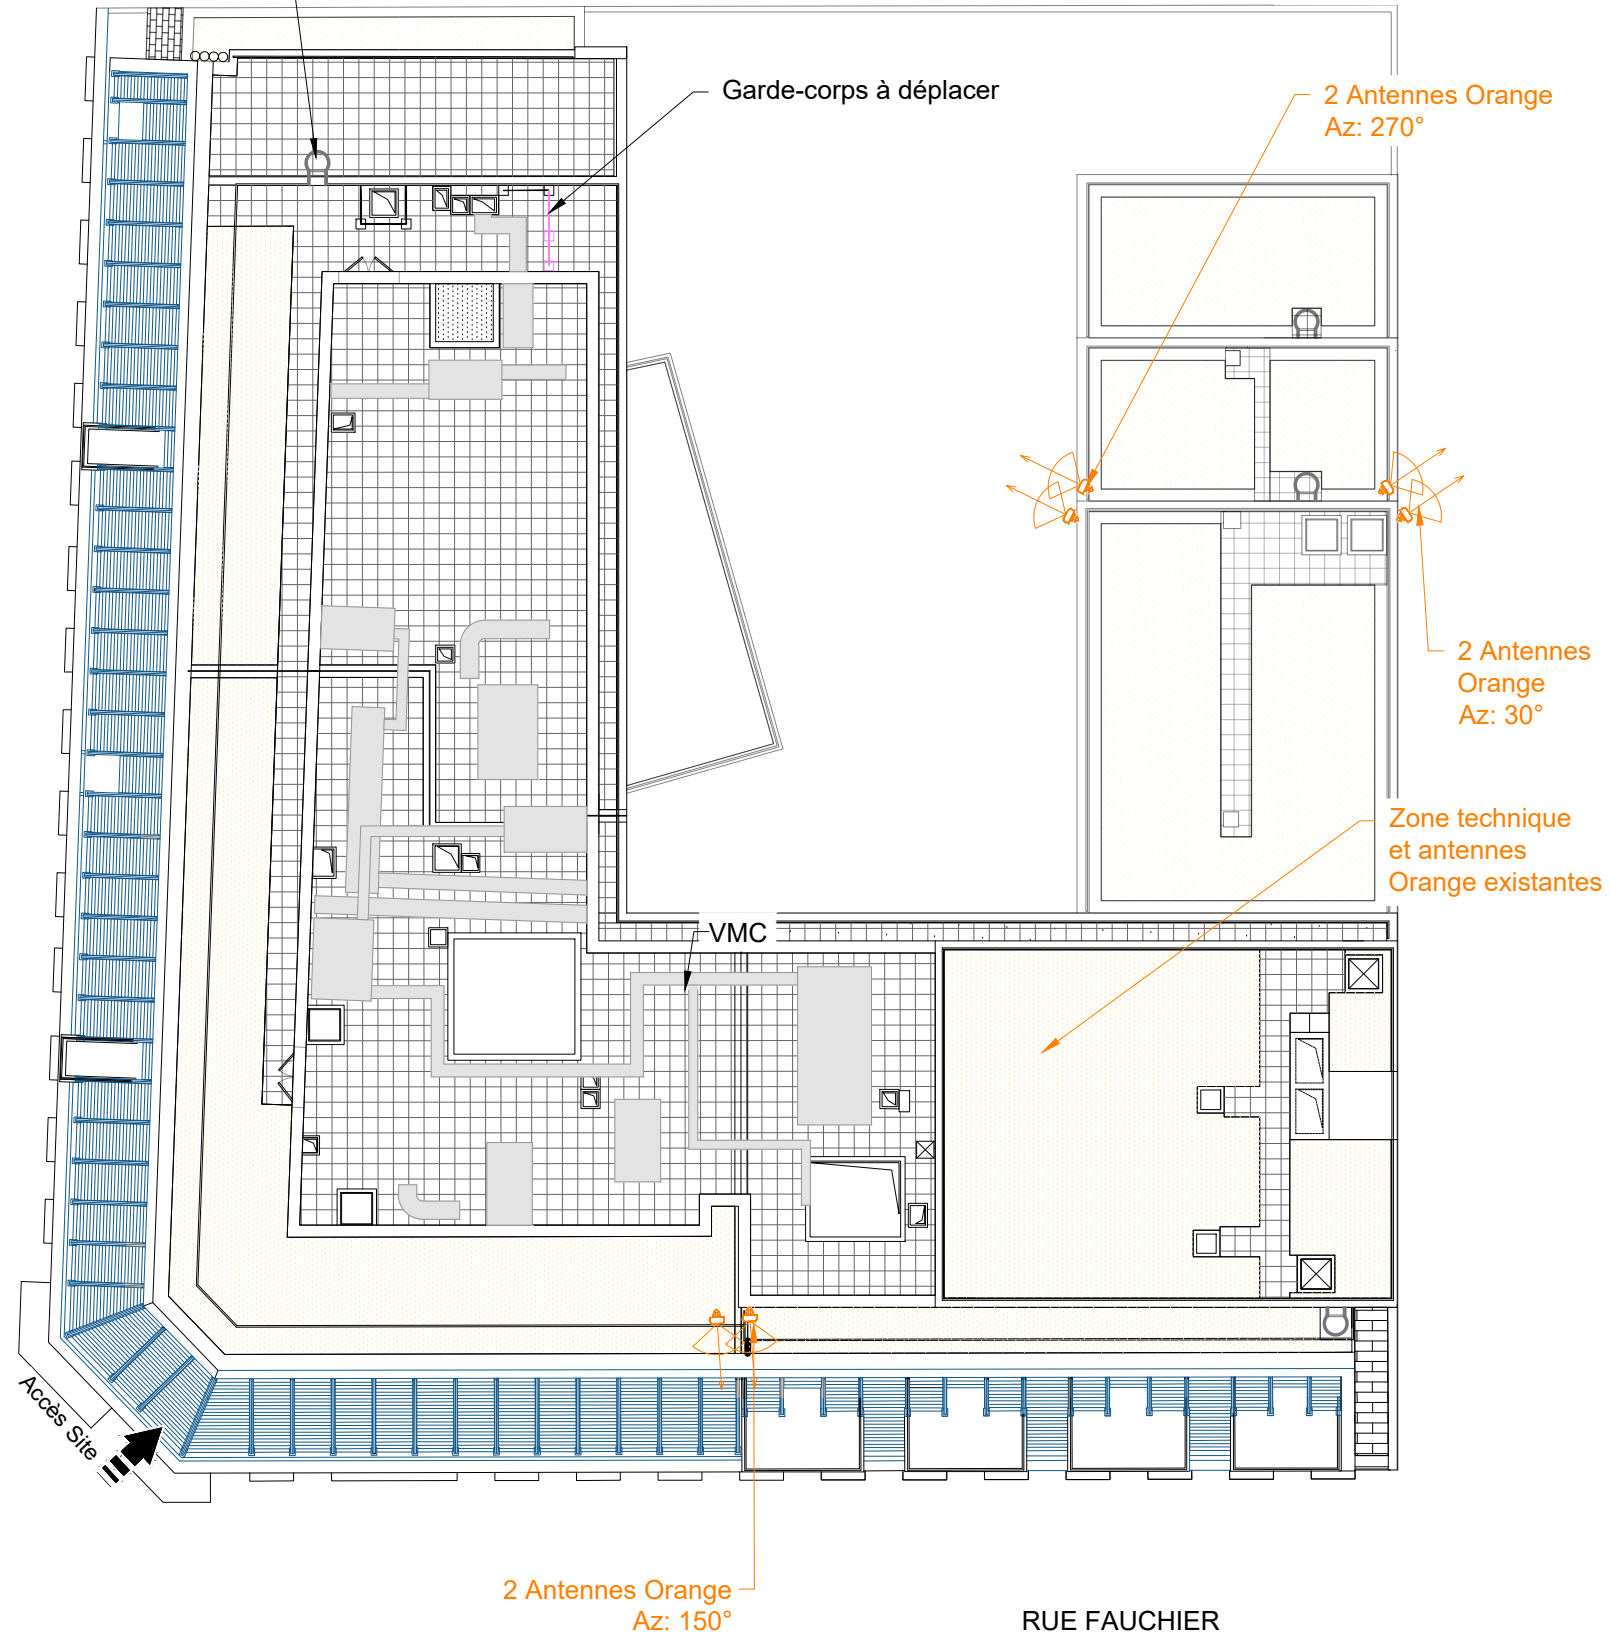 Garde-corps à déplacer
2 Antennes Orange
Az: 270°
2 Antennes
Orange
Az: 30°
Zone technique
et antennes
Orange existantes
VMC
Accès Site
2 Antennes Orange
Az: 150°
RUE FAUCHIER